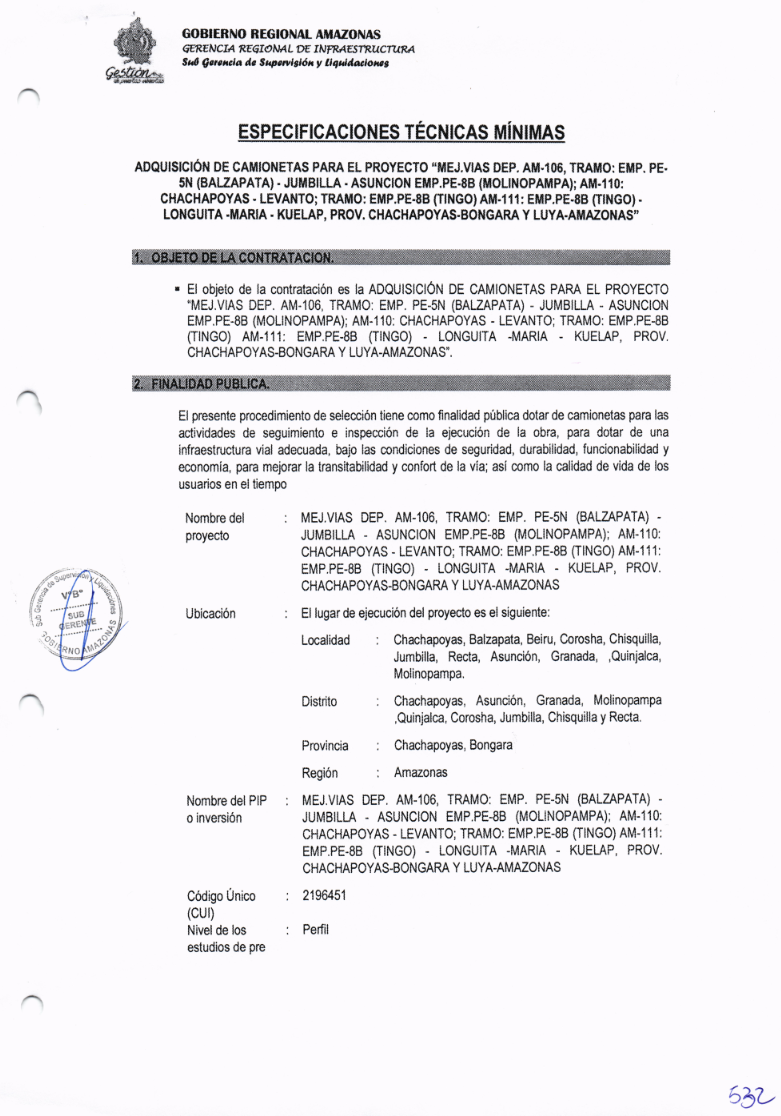 GOBIERNO REGIONAL AMAZONAS
GERENCIA REGIONAL DE INFRAESTRUCTURA
Sub Gerencia de Supervisión y Liquidaciones
Gestión
ESPECIFICACIONES TÉCNICAS MÍNIMAS
ADQUISICIÓN DE CAMIONETAS PARA EL PROYECTO “MEJ.VIAS DEP. AM-106, TRAMO: EMP. PE-
5N (BALZAPATA) - JUMBILLA - ASUNCION EMP.PE-8B (MOLINOPAMPA); AM-110:
CHACHAPOYAS - LEVANTO; TRAMO: EMP.PE-8B (TINGO) AM-111: EMP.PE-8B (TINGO) -
LONGUITA -MARIA - KUELAP, PROV. CHACHAPOYAS-BONGARA Y LUYA-AMAZONAS”
1. OBJETO DE LA CONTRATACION.
▪ El objeto de la contratación es la ADQUISICIÓN DE CAMIONETAS PARA EL PROYECTO
“MEJ.VIAS DEP. AM-106, TRAMO: EMP. PE-5N (BALZAPATA) - JUMBILLA - ASUNCION
EMP.PE-8B (MOLINOPAMPA); AM-110: CHACHAPOYAS - LEVANTO; TRAMO: EMP.PE-8B
(TINGO) AM-111: EMP.PE-8B (TINGO) - LONGUITA -MARIA - KUELAP, PROV.
CHACHAPOYAS-BONGARA Y LUYA-AMAZONAS”.
2. FINALIDAD PUBLICA.
El presente procedimiento de selección tiene como finalidad pública dotar de camionetas para las
actividades de seguimiento e inspección de la ejecución de la obra, para dotar de una
infraestructura vial adecuada, bajo las condiciones de seguridad, durabilidad, funcionabilidad y
economía, para mejorar la transitabilidad y confort de la vía; así como la calidad de vida de los
usuarios en el tiempo
Nombre del : MEJ.VIAS DEP. AM-106, TRAMO: EMP. PE-5N (BALZAPATA) -
proyecto JUMBILLA - ASUNCION EMP.PE-8B (MOLINOPAMPA); AM-110:
CHACHAPOYAS - LEVANTO; TRAMO: EMP.PE-8B (TINGO) AM-111:
EMP.PE-8B (TINGO) - LONGUITA -MARIA - KUELAP, PROV.
CHACHAPOYAS-BONGARA Y LUYA-AMAZONAS
Ubicación : El lugar de ejecución del proyecto es el siguiente:
Localidad : Chachapoyas, Balzapata, Beiru, Corosha, Chisquilla,
Jumbilla, Recta, Asunción, Granada, ,Quinjalca,
Molinopampa.
Distrito : Chachapoyas, Asunción, Granada, Molinopampa
,Quinjalca, Corosha, Jumbilla, Chisquilla y Recta.
Provincia : Chachapoyas, Bongara
Región : Amazonas
Nombre del PIP : MEJ.VIAS DEP. AM-106, TRAMO: EMP. PE-5N (BALZAPATA) -
o inversión JUMBILLA - ASUNCION EMP.PE-8B (MOLINOPAMPA); AM-110:
CHACHAPOYAS - LEVANTO; TRAMO: EMP.PE-8B (TINGO) AM-111:
EMP.PE-8B (TINGO) - LONGUITA -MARIA - KUELAP, PROV.
CHACHAPOYAS-BONGARA Y LUYA-AMAZONAS
Código Único : 2196451
(CUI)
Nivel de los : Perfil
estudios de pre
Sub Gerencia de Supervisión y Liquidaciones
V°B°
SUB
GERENTE
GOBIERNO AMAZONAS
532